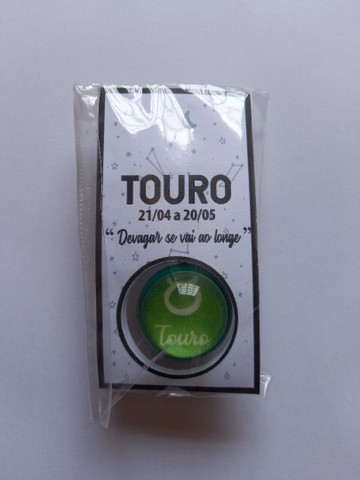 TOURO
21/04 a 20/05
“Devagar se vai ao longe”
Touro